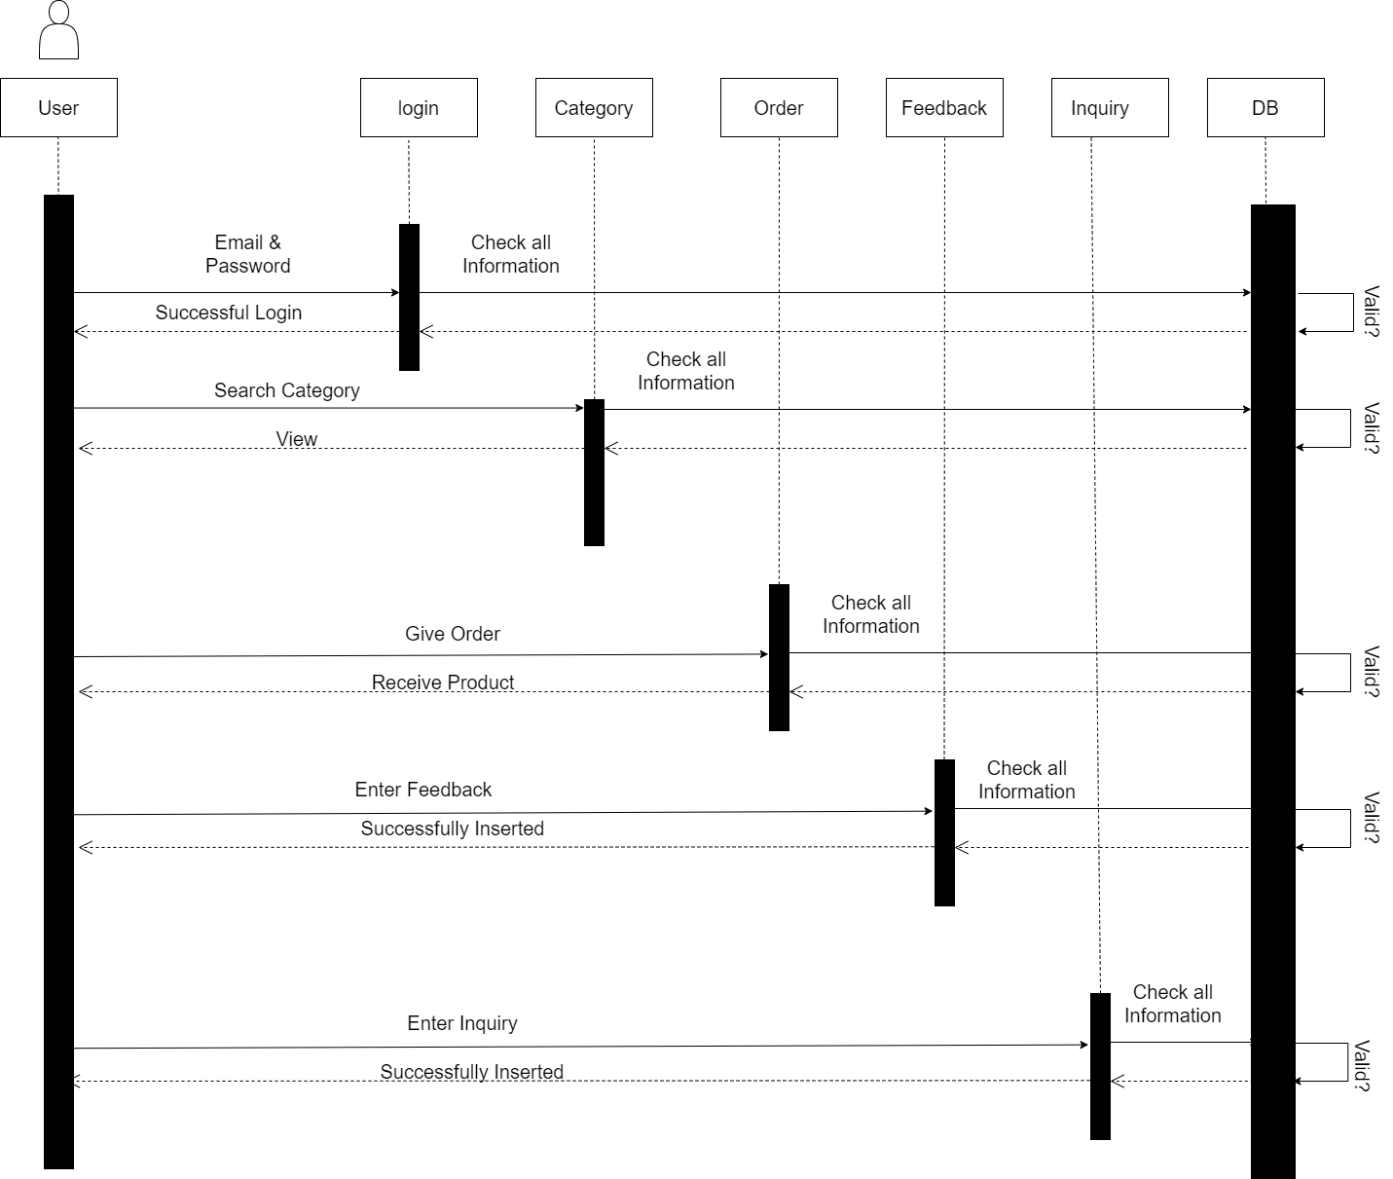 User
login
Category
Order
Feedback
Inquiry
DB
Email &
Password
Check all
Information
Valid?
Successful Login
Check all
Information
Search Category
Valid?
View
Check all
Information
Give Order
Valid?
Receive Product
Check all
Information
Enter Feedback
Valid?
Successfully Inserted
Check all
Information
Enter Inquiry
Valid?
Successfully Inserted